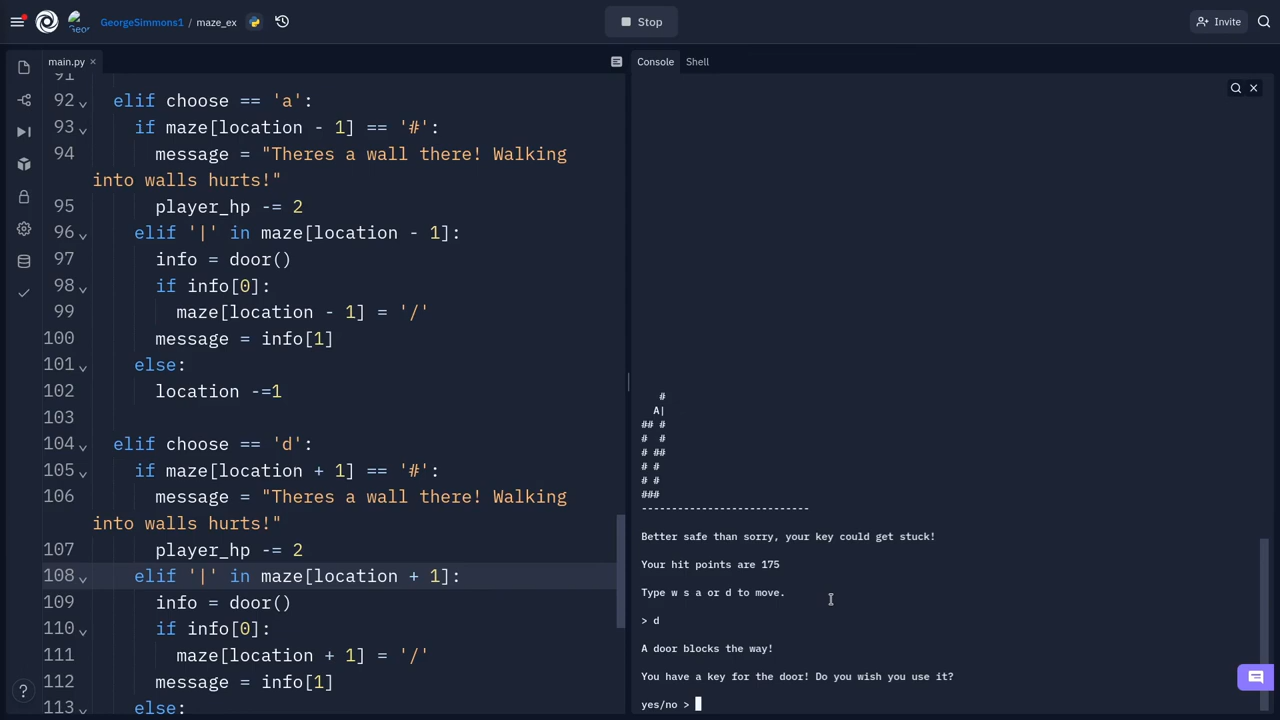 GeorgeSimmons1 / maze_ex
Stop
Invite
main.py
Console
Shell
91
92 elif choose == 'a':
93 if maze[location - 1] == '#':
94 message = "Theres a wall there! Walking
into walls hurts!"
95 player_hp -= 2
96 elif '|' in maze[location - 1]:
97 info = door()
98 if info[0]:
99 maze[location - 1] = '/'
100 message = info[1]
101 else:
102 location -=1
103
104 elif choose == 'd':
105 if maze[location + 1] == '#':
106 message = "Theres a wall there! Walking
into walls hurts!"
107 player_hp -= 2
108 elif '|' in maze[location + 1]:
109 info = door()
110 if info[0]:
111 maze[location + 1] = '/'
112 message = info[1]
113 else:
#
A|
## #
#  #
# ##
# #
# #
###
----------------------------
Better safe than sorry, your key could get stuck!
Your hit points are 175
Type w s a or d to move.
> d
A door blocks the way!
You have a key for the door! Do you wish you use it?
yes/no >